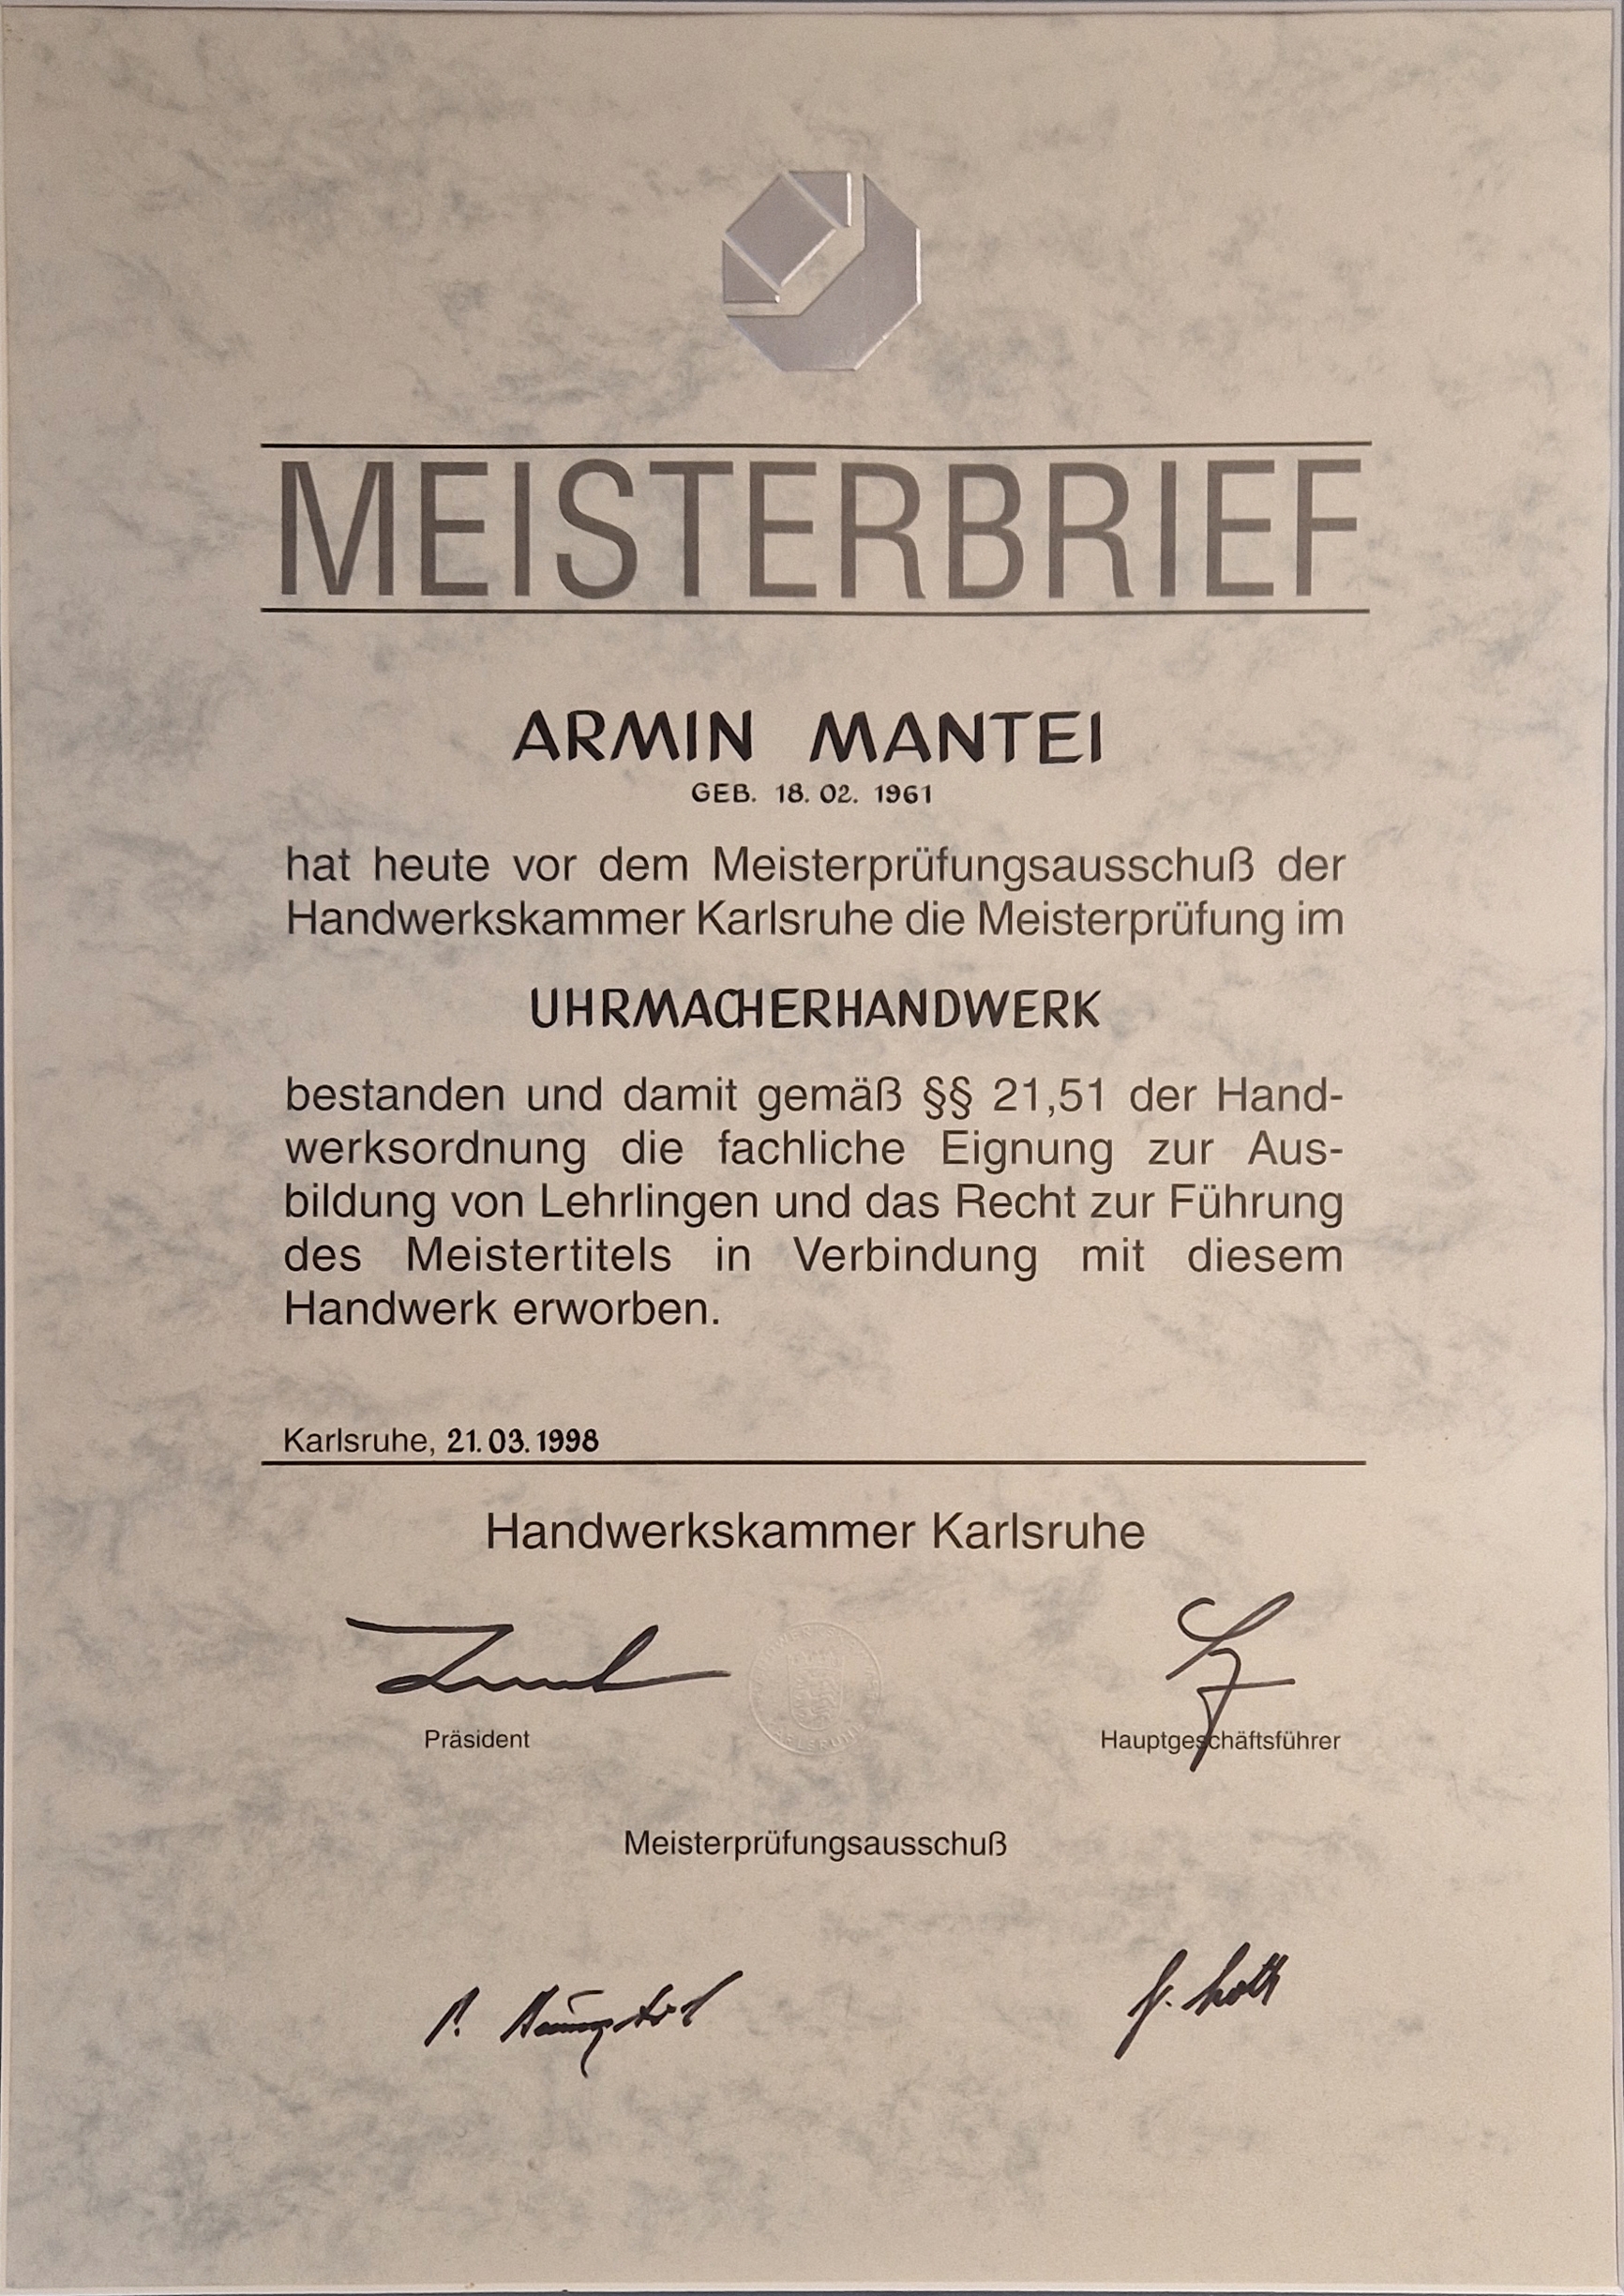 MEISTERBRIEF
ARMIN MANTEI
GEB. 18. 02. 1961
hat heute vor dem Meisterprüfungsausschuß der
Handwerkskammer Karlsruhe die Meisterprüfung im
UHRMACHERHANDWERK
bestanden und damit gemäß §§ 21,51 der Hand-
werksordnung die fachliche Eignung zur Aus-
bildung von Lehrlingen und das Recht zur Führung
des Meistertitels in Verbindung mit diesem
Handwerk erworben.
Karlsruhe, 21.03.1998
Handwerkskammer Karlsruhe
Präsident
Hauptgeschäftsführer
Meisterprüfungsausschuß